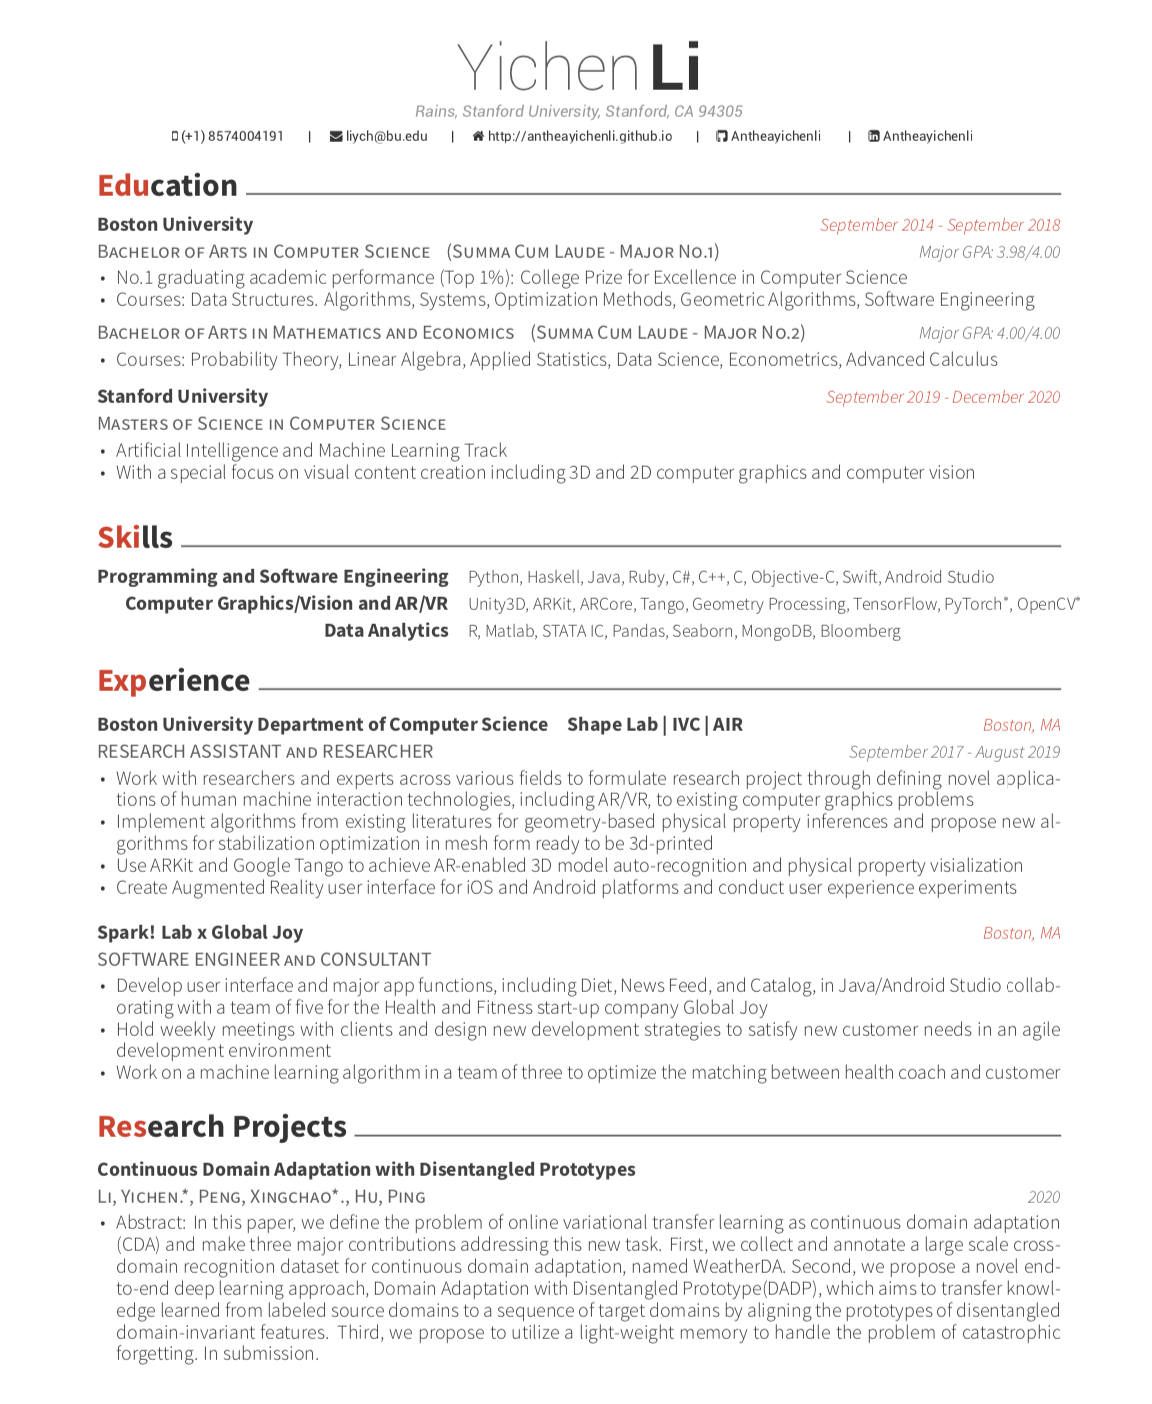 Yichen Li
Rains, Stanford University, Stanford, CA 94305
(+1) 8574004191 | liych@bu.edu | http://antheayichenli.github.io | Antheayichenli | Antheayichenli
Education
Boston University September 2014 - September 2018
Bachelor of Arts in Computer Science (Summa Cum Laude - Major No.1) Major GPA: 3.98/4.00
• No.1 graduating academic performance (Top 1%): College Prize for Excellence in Computer Science
• Courses: Data Structures. Algorithms, Systems, Optimization Methods, Geometric Algorithms, Software Engineering
Bachelor of Arts in Mathematics and Economics (Summa Cum Laude - Major No.2) Major GPA: 4.00/4.00
• Courses: Probability Theory, Linear Algebra, Applied Statistics, Data Science, Econometrics, Advanced Calculus
Stanford University September 2019 - December 2020
Masters of Science in Computer Science
• Artificial Intelligence and Machine Learning Track
• With a special focus on visual content creation including 3D and 2D computer graphics and computer vision
Skills
Programming and Software Engineering Python, Haskell, Java, Ruby, C#, C++, C, Objective-C, Swift, Android Studio
Computer Graphics/Vision and AR/VR Unity3D, ARKit, ARCore, Tango, Geometry Processing, TensorFlow, PyTorch*, OpenCV*
Data Analytics R, Matlab, STATA IC, Pandas, Seaborn, MongoDB, Bloomberg
Experience
Boston University Department of Computer Science Shape Lab | IVC | AIR Boston, MA
RESEARCH ASSISTANT and RESEARCHER September 2017 - August 2019
• Work with researchers and experts across various fields to formulate research project through defining novel applica-
tions of human machine interaction technologies, including AR/VR, to existing computer graphics problems
• Implement algorithms from existing literatures for geometry-based physical property inferences and propose new al-
gorithms for stabilization optimization in mesh form ready to be 3d-printed
• Use ARKit and Google Tango to achieve AR-enabled 3D model auto-recognition and physical property visialization
• Create Augmented Reality user interface for iOS and Android platforms and conduct user experience experiments
Spark! Lab x Global Joy Boston, MA
SOFTWARE ENGINEER and CONSULTANT
• Develop user interface and major app functions, including Diet, News Feed, and Catalog, in Java/Android Studio collab-
orating with a team of five for the Health and Fitness start-up company Global Joy
• Hold weekly meetings with clients and design new development strategies to satisfy new customer needs in an agile
development environment
• Work on a machine learning algorithm in a team of three to optimize the matching between health coach and customer
Research Projects
Continuous Domain Adaptation with Disentangled Prototypes
Li, Yichen.*, Peng, Xingchao*., Hu, Ping 2020
• Abstract: In this paper, we define the problem of online variational transfer learning as continuous domain adaptation
(CDA) and make three major contributions addressing this new task. First, we collect and annotate a large scale cross-
domain recognition dataset for continuous domain adaptation, named WeatherDA. Second, we propose a novel end-
to-end deep learning approach, Domain Adaptation with Disentangled Prototype(DADP), which aims to transfer knowl-
edge learned from labeled source domains to a sequence of target domains by aligning the prototypes of disentangled
domain-invariant features. Third, we propose to utilize a light-weight memory to handle the problem of catastrophic
forgetting. In submission.